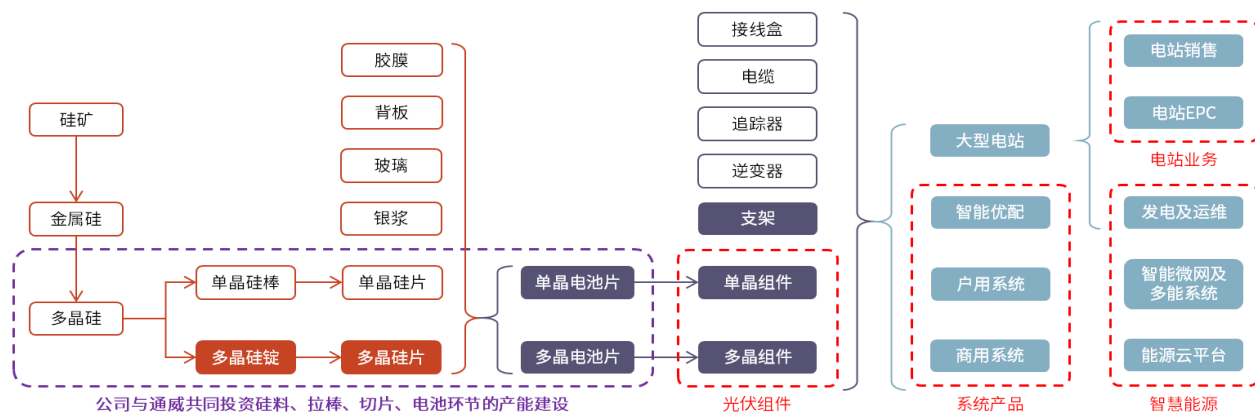 硅矿
金属硅
多晶硅
单晶硅棒
多晶硅锭
胶膜
背板
玻璃
银浆
单晶硅片
多晶硅片
单晶电池片
多晶电池片
公司与通威共同投资硅料、拉棒、切片、电池环节的产能建设
接线盒
电缆
追踪器
逆变器
支架
单晶组件
多晶组件
光伏组件
大型电站
智能优配
户用系统
商用系统
系统产品
电站销售
电站EPC
电站业务
发电及运维
智能微网及
多能系统
能源云平台
智慧能源